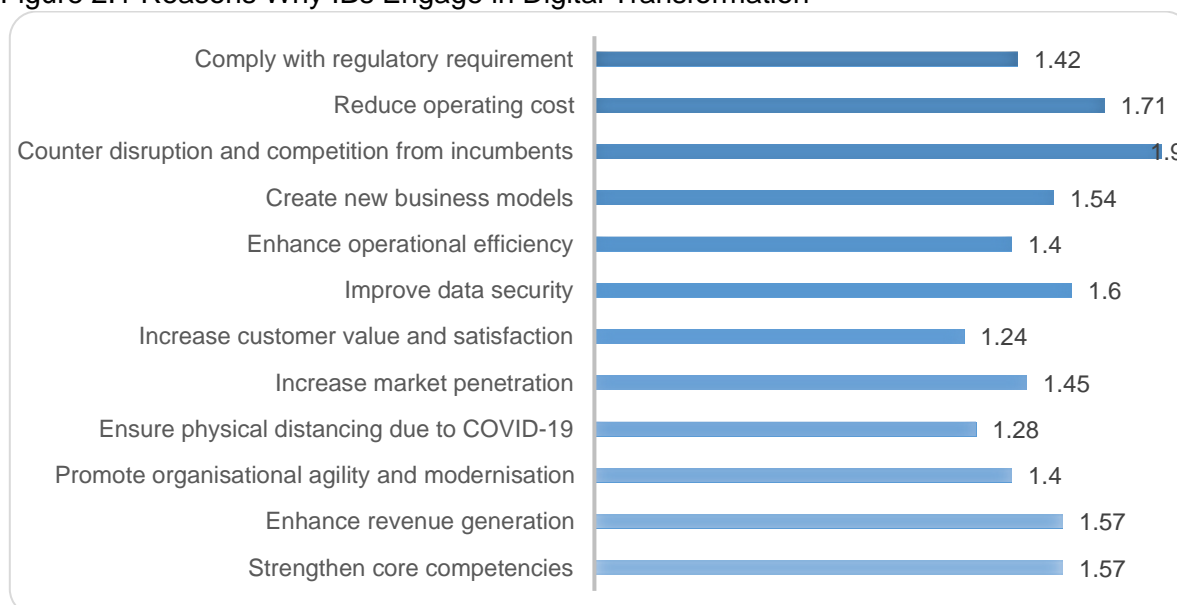 Comply with regulatory requirement 1.42
Reduce operating cost 1.71
Counter disruption and competition from incumbents
Create new business models 1.54
Enhance operational efficiency 1.4
Improve data security 1.6
Increase customer value and satisfaction 1.24
Increase market penetration 1.45
Ensure physical distancing due to COVID-19 1.28
Promote organisational agility and modernisation 1.4
Enhance revenue generation 1.57
Strengthen core competencies 1.57